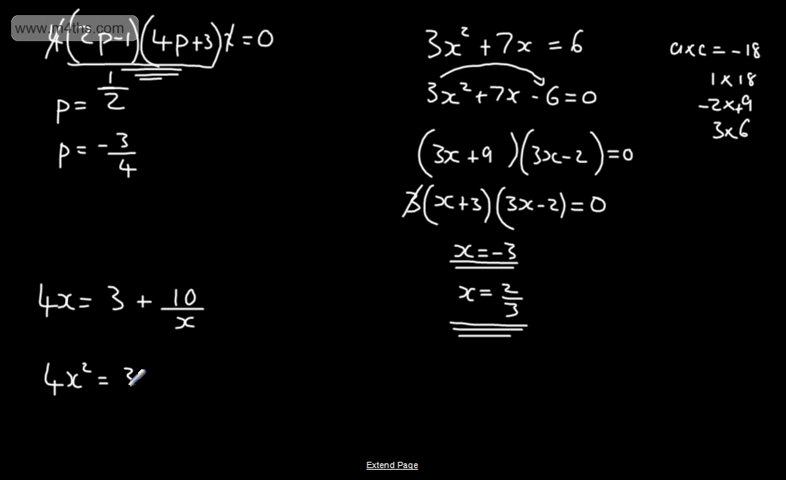 www.m4ths.com
4(2p-1)(4p+3)2=0
p= 1/2
p= -3/4
4x = 3 + 10/x
4x² = 3
3x² + 7x = 6
3x² + 7x - 6 = 0
(3x + 9 )(3x - 2) = 0
3(x + 3)(3x - 2) = 0
x = -3
x = 2/3
a x c = -18
1 x 18
-2 x +9
3 x 6
Extend Page